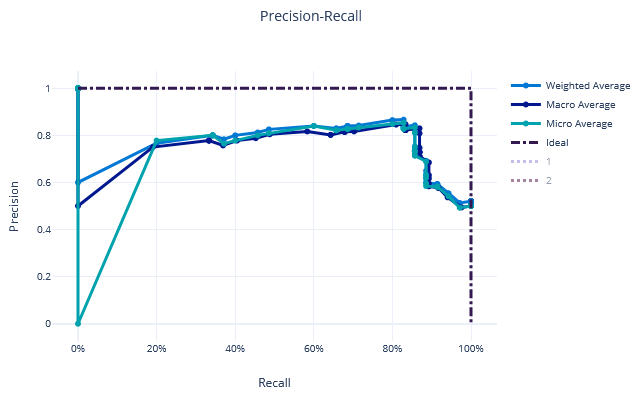 Precision-Recall
Precision
1
0.8
0.6
0.4
0.2
0
0%
20%
40%
60%
80%
100%
Recall
Weighted Average
Macro Average
Micro Average
Ideal
1
2